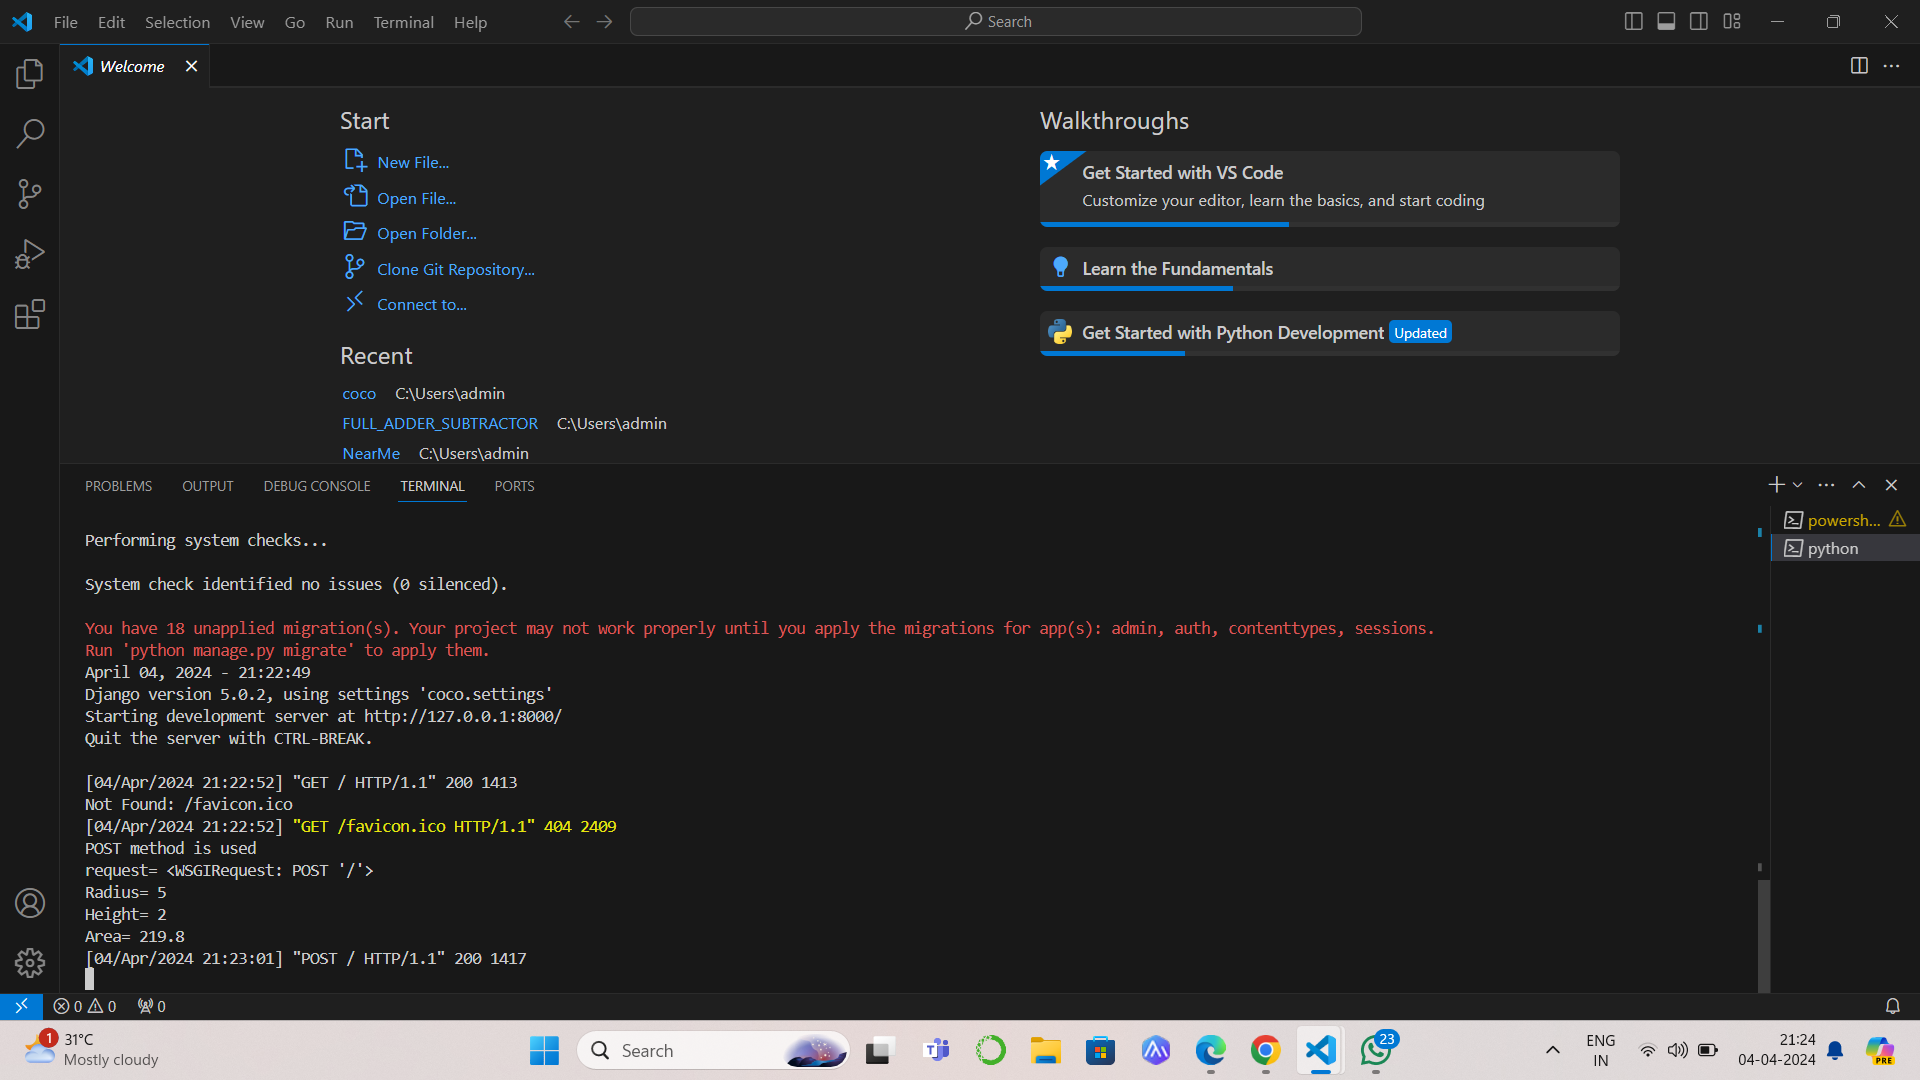 File Edit Selection View Go Run Terminal Help
Search
Welcome
Start
New File...
Open File...
Open Folder...
Clone Git Repository...
Connect to...
Recent
coco C:\Users\admin
FULL_ADDER_SUBTRACTOR C:\Users\admin
NearMe C:\Users\admin
Walkthroughs
Get Started with VS Code
Customize your editor, learn the basics, and start coding
Learn the Fundamentals
Get Started with Python Development Updated
PROBLEMS OUTPUT DEBUG CONSOLE TERMINAL PORTS
powersh...
python
Performing system checks...
System check identified no issues (0 silenced).
You have 18 unapplied migration(s). Your project may not work properly until you apply the migrations for app(s): admin, auth, contenttypes, sessions.
Run 'python manage.py migrate' to apply them.
April 04, 2024 - 21:22:49
Django version 5.0.2, using settings 'coco.settings'
Starting development server at http://127.0.0.1:8000/
Quit the server with CTRL-BREAK.
[04/Apr/2024 21:22:52] "GET / HTTP/1.1" 200 1413
Not Found: /favicon.ico
[04/Apr/2024 21:22:52] "GET /favicon.ico HTTP/1.1" 404 2409
POST method is used
request= <WSGIRequest: POST '/'>
Radius= 5
Height= 2
Area= 219.8
[04/Apr/2024 21:23:01] "POST / HTTP/1.1" 200 1417
0 0 0
1
31°C
Mostly cloudy
Search
23
ENG
IN
21:24
04-04-2024
PRE